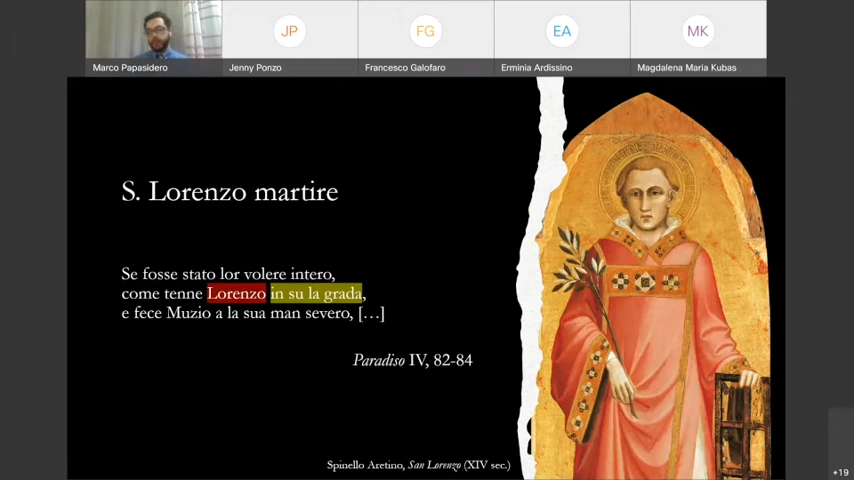 JP
FG
EA
MK
Marco Papasidero
Jenny Ponzo
Francesco Galofaro
Erminia Ardissino
Magdalena Maria Kubas
S. Lorenzo martire
Se fosse stato lor volere intero,
come tenne Lorenzo in su la grada,
e fece Muzio a la sua man severo, […]
Paradiso IV, 82-84
Spinello Aretino, San Lorenzo (XIV sec.)
+19